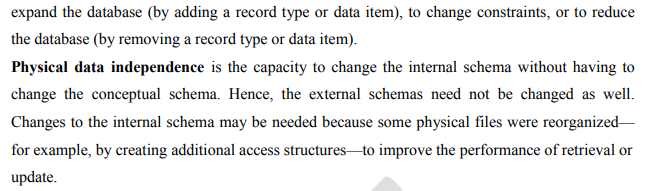 expand the database (by adding a record type or data item), to change constraints, or to reduce
the database (by removing a record type or data item).
Physical data independence is the capacity to change the internal schema without having to
change the conceptual schema. Hence, the external schemas need not be changed as well.
Changes to the internal schema may be needed because some physical files were reorganized—
for example, by creating additional access structures—to improve the performance of retrieval or
update.